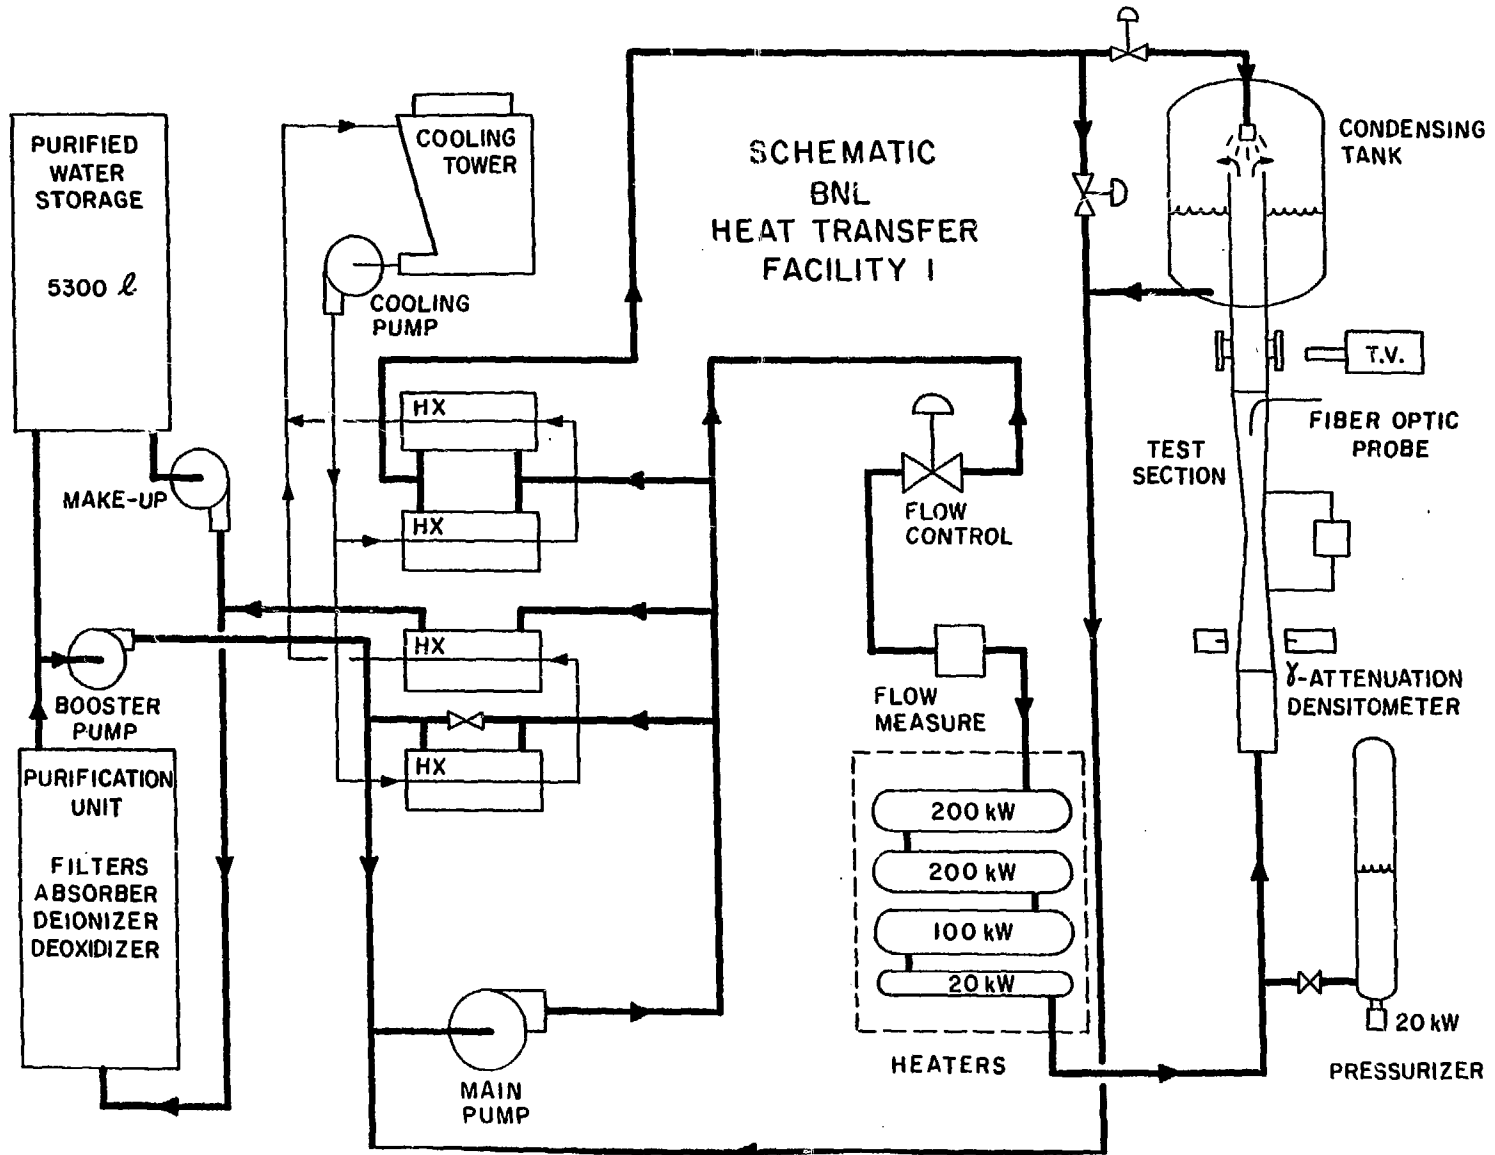 SCHEMATIC
BNL
HEAT TRANSFER
FACILITY I
PURIFIED
WATER
STORAGE
5300 ℓ
COOLING
TOWER
COOLING
PUMP
CONDENSING
TANK
T.V.
FIBER OPTIC
PROBE
TEST
SECTION
HX
HX
HX
HX
MAKE-UP
FLOW
CONTROL
BOOSTER
PUMP
FLOW
MEASURE
γ-ATTENUATION
DENSITOMETER
PURIFICATION
UNIT
FILTERS
ABSORBER
DEIONIZER
DEOXIDIZER
200 kW
200 kW
100 kW
20 kW
HEATERS
MAIN
PUMP
20 kW
PRESSURIZER